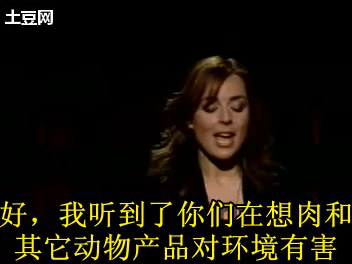 土豆网
好，我听到了你们在想肉和
其它动物产品对环境有害